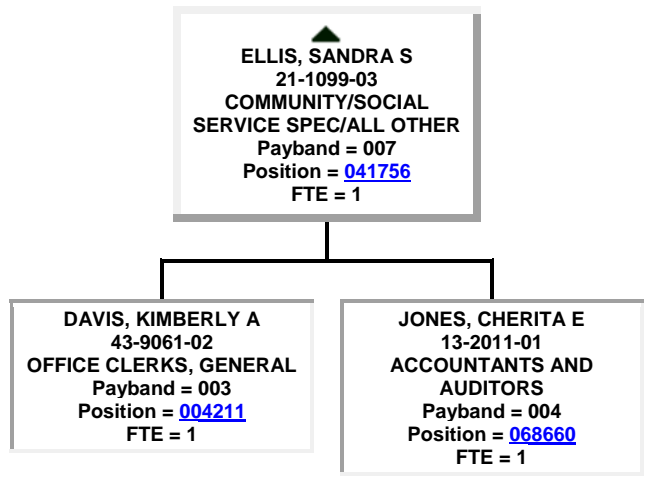 ELLIS, SANDRA S
21-1099-03
COMMUNITY/SOCIAL
SERVICE SPEC/ALL OTHER
Payband = 007
Position = 041756
FTE = 1
DAVIS, KIMBERLY A
43-9061-02
OFFICE CLERKS, GENERAL
Payband = 003
Position = 004211
FTE = 1
JONES, CHERITA E
13-2011-01
ACCOUNTANTS AND
AUDITORS
Payband = 004
Position = 068660
FTE = 1